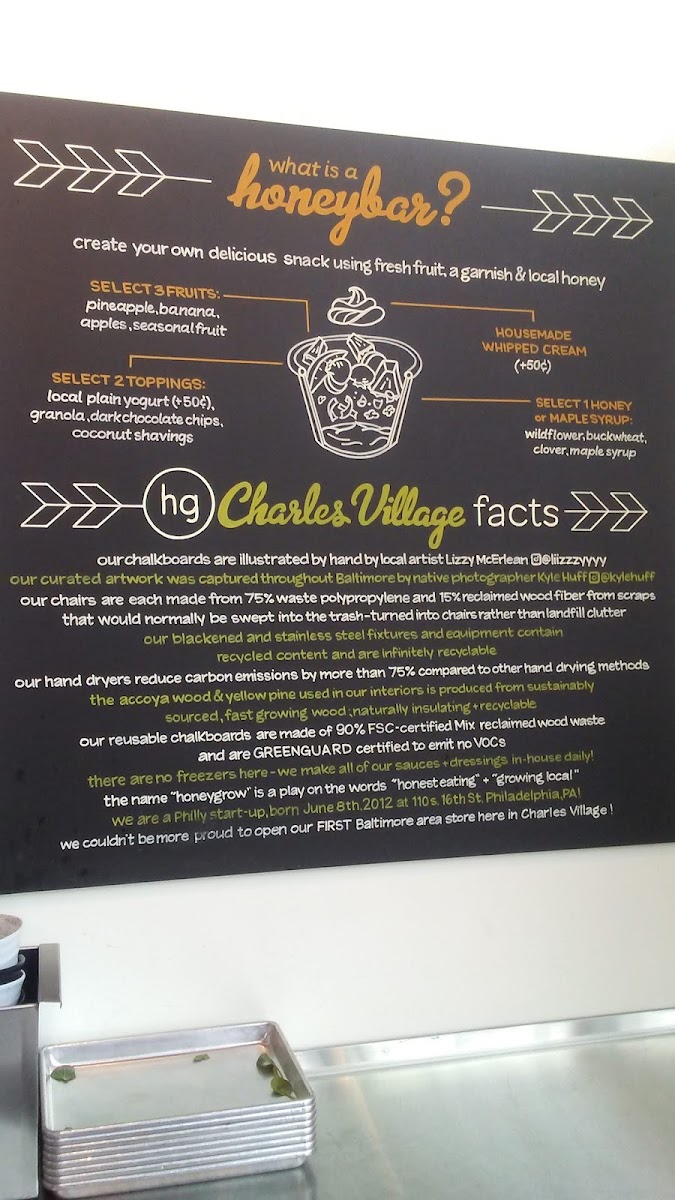 what is a
honeybar?
create your own delicious snack using fresh fruit, a garnish & local honey
SELECT 3 FRUITS:
pineapple, banana,
apples, seasonal fruit
HOUSEMADE
WHIPPED CREAM
(+50¢)
SELECT 2 TOPPINGS:
local plain yogurt (+50¢),
granola, dark chocolate chips,
coconut shavings
SELECT 1 HONEY
or MAPLE SYRUP:
wildflower, buckwheat,
clover, maple syrup
hg Charles Village facts
our chalkboards are illustrated by hand by local artist Lizzy McErlean @liizzzyyyy
our curated artwork was captured throughout Baltimore by native photographer Kyle Huff @kylehuff
our chairs are each made from 75% waste polypropylene and 15% reclaimed wood fiber from scraps
that would normally be swept into the trash-turned into chairs rather than landfill clutter
our blackened and stainless steel fixtures and equipment contain
recycled content and are infinitely recyclable
our hand dryers reduce carbon emissions by more than 75% compared to other hand drying methods
the accoya wood & yellow pine used in our interiors is produced from sustainably
sourced, fast growing wood; naturally insulating + recyclable
our reusable chalkboards are made of 90% FSC-certified Mix reclaimed wood waste
and are GREENGUARD certified to emit no VOCs
there are no freezers here - we make all of our sauces + dressings in-house daily!
the name "honeygrow" is a play on the words "honest eating" + "growing local"
we are a Philly start-up, born June 8th, 2012 at 110 s. 16th St. Philadelphia, PA!
we couldn't be more proud to open our FIRST Baltimore area store here in Charles Village!